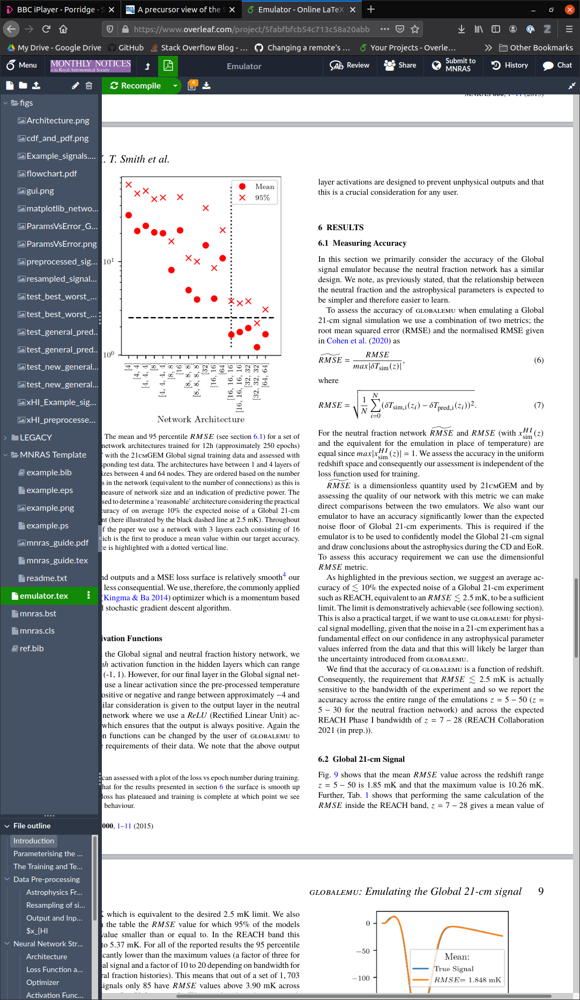 BBC iPlayer - Porridge - S
A precursor view of the S
Emulator - Online LaTeX
https://www.overleaf.com/project/5fabfbfcb54c713c58a20abb
My Drive - Google Drive
GitHub
Stack Overflow Blog - ...
Changing a remote's ...
Your Projects - Overle...
Other Bookmarks
Menu
MONTHLY NOTICES
of the Royal Astronomical Society
Emulator
Review
Share
Submit to
MNRAS
History
Chat
Recompile
4
figs
Architecture.png
cdf_and_pdf.png
Example_signals....
flowchart.pdf
gui.png
matplotlib_netwo...
ParamsVsError_G...
ParamsVsError.png
preprocessed_sig...
resampled_signal...
test_best_worst_...
test_best_worst_...
test_general_pred...
test_general_pred...
test_new_general...
test_new_general...
xHI_Example_sig...
xHI_preprocesse...
LEGACY
MNRAS Template
example.bib
example.eps
example.png
example.ps
mnras_guide.pdf
mnras_guide.tex
readme.txt
emulator.tex
mnras.bst
mnras.cls
ref.bib
File outline
Introduction
Parameterising the ...
The Training and Te...
Data Pre-processing
Astrophysics Fr...
Resampling of si...
Output and Inp...
$x_{HI
Neural Network Str...
Architecture
Loss Function a...
Optimizer
Activation Func...
MNRAS 000, 1–11 (2015)
. T. Smith et al.
Mean
95%
10¹
10⁰
[4]
[4, 4]
[4, 4, 4]
[8]
[4, 4, 4, 4]
[8, 8]
[16]
[8, 8, 8]
[8, 8, 8, 8]
[32]
[16, 16]
[64]
[16, 16, 16]
[16, 16, 16, 16]
[32, 32]
[32, 32, 32]
[64, 64]
Network Architecture
. The mean and 95 percentile RMSE (see section 6.1) for a set of
network architectures trained for 12h (approximately 250 epochs)
with the 21cmGEM Global signal training data and assessed with
sponding test data. The architectures have between 1 and 4 layers of
izes between 4 and 64 nodes. They are ordered based on the number
s in the network (equivalent to the number of connections) as this is
measure of network size and an indication of predictive power. The
sed to determine a ‘reasonable’ architecture considering the practical
curacy of on average 10% the expected noise of a Global 21-cm
nt (here illustrated by the black dashed line at 2.5 mK). Throughout
f the paper we use a network with 3 layers each consisting of 16
ich is the first to produce a mean value within our target accuracy.
ce is highlighted with a dotted vertical line.
nd outputs and a MSE loss surface is relatively smooth⁴ our
less consequential. We use, therefore, the commonly applied
(Kingma & Ba 2014) optimizer which is a momentum based
stochastic gradient descent algorithm.
ivation Functions
the Global signal and neutral fraction history network, we
nh activation function in the hidden layers which can range
(-1, 1). However, for our final layer in the Global signal net-
use a linear activation since the pre-processed temperature
ositive or negative and range between approximately −4 and
ilar consideration is given to the output layer in the neutral
network where we use a ReLU (Rectified Linear Unit) ac-
which ensures that the output is always positive. Again the
n functions can be changed by the user of GLOBALEMU to
requirements of their data. We note that the above output
can assessed with a plot of the loss vs epoch number during training.
hat for the results presented in section 6 the surface is smooth up
loss has plateaued and training is complete at which point we see
behaviour.
000, 1–11 (2015)
layer activations are designed to prevent unphysical outputs and that
this is a crucial consideration for any user.
6 RESULTS
6.1 Measuring Accuracy
In this section we primarily consider the accuracy of the Global
signal emulator because the neutral fraction network has a similar
design. We note, as previously stated, that the relationship between
the neutral fraction and the astrophysical parameters is expected to
be simpler and therefore easier to learn.
To assess the accuracy of GLOBALEMU when emulating a Global
21-cm signal simulation we use a combination of two metrics; the
root mean squared error (RMSE) and the normalised RMSE given
in Cohen et al. (2020) as
R͠MSE = RMSE / max|δT_sim(z)|, (6)
where
RMSE = √(1/N ∑_{i=0}^{N} (δT_sim,i(z_i) − δT_pred,i(z_i))²). (7)
For the neutral fraction network R͠MSE and RMSE (with x_sim^HI(z)
and the equivalent for the emulation in place of temperature) are
equal since max|x_sim^HI(z)| = 1. We assess the accuracy in the uniform
redshift space and consequently our assessment is independent of the
loss function used for training.
R͠MSE is a dimensionless quantity used by 21cmGEM and by
assessing the quality of our network with this metric we can make
direct comparisons between the two emulators. We also want our
emulator to have an accuracy significantly lower than the expected
noise floor of Global 21-cm experiments. This is required if the
emulator is to be used to confidently model the Global 21-cm signal
and draw conclusions about the astrophysics during the CD and EoR.
To assess this accuracy requirement we can use the dimensionful
RMSE metric.
As highlighted in the previous section, we suggest an average ac-
curacy of ≲ 10% the expected noise of a Global 21-cm experiment
such as REACH, equivalent to an RMSE ≲ 2.5 mK, to be a sufficient
limit. The limit is demonstratively achievable (see following section).
This is also a practical target, if we want to use GLOBALEMU for physi-
cal signal modelling, given that the noise in a 21-cm experiment has a
fundamental effect on our confidence in any astrophysical parameter
values inferred from the data and that this will likely be larger than
the uncertainty introduced from GLOBALEMU.
We find that the accuracy of GLOBALEMU is a function of redshift.
Consequently, the requirement that RMSE ≲ 2.5 mK is actually
sensitive to the bandwidth of the experiment and so we report the
accuracy across the entire range of the emulations z = 5 − 50 (z =
5 − 30 for the neutral fraction network) and across the expected
REACH Phase I bandwidth of z = 7 − 28 (REACH Collaboration
2021 (in prep.)).
6.2 Global 21-cm Signal
Fig. 9 shows that the mean RMSE value across the redshift range
z = 5 − 50 is 1.85 mK and that the maximum value is 10.26 mK.
Further, Tab. 1 shows that performing the same calculation of the
RMSE inside the REACH band, z = 7 − 28 gives a mean value of
GLOBALEMU: Emulating the Global 21-cm signal 9
K which is equivalent to the desired 2.5 mK limit. We also
the table the RMSE value for which 95% of the models
value smaller than or equal to. In the REACH band this
to 5.37 mK. For all of the reported results the 95 percentile
cantly lower than the maximum values (a factor of three for
al signal and a factor of 10 to 20 depending on bandwidth for
ral fraction histories). This means that out of a set of 1,703
signals only 85 have RMSE values above 3.90 mK across
0
−50
−100
Mean:
True Signal
RMSE= 1.848 mK